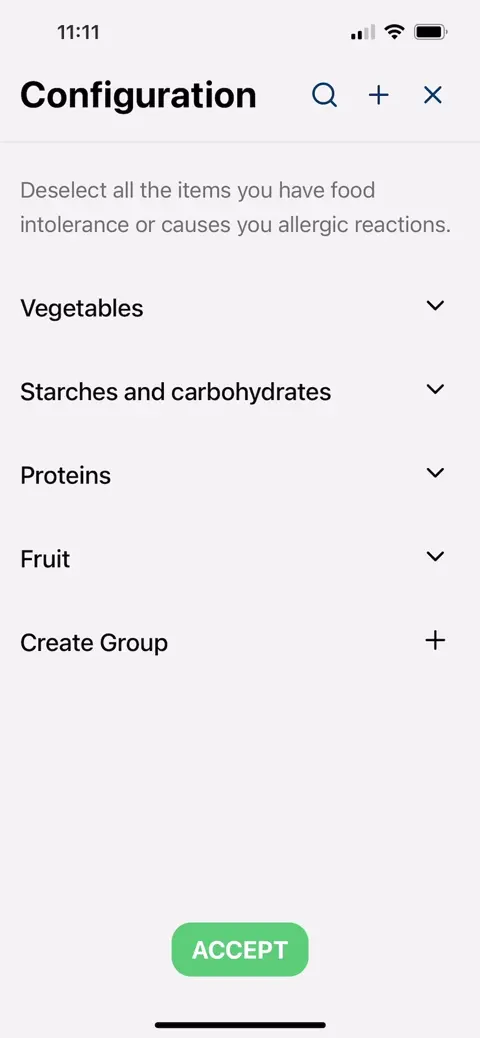 11:11
Configuration
Deselect all the items you have food
intolerance or causes you allergic reactions.
Vegetables
Starches and carbohydrates
Proteins
Fruit
Create Group
ACCEPT